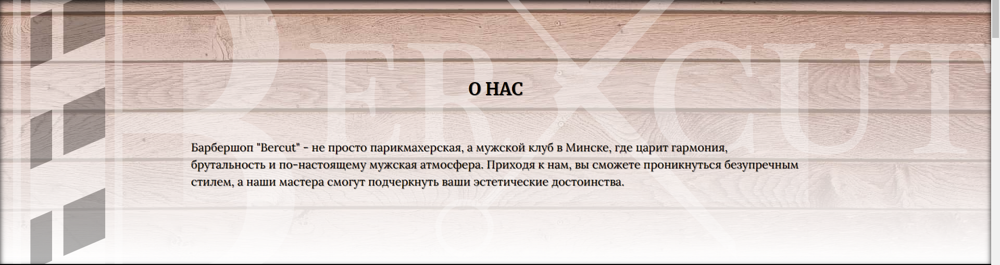 BERCUT
О НАС
Барбершоп "Bercut" - не просто парикмахерская, а мужской клуб в Минске, где царит гармония,
брутальность и по-настоящему мужская атмосфера. Приходя к нам, вы сможете проникнуться безупречным
стилем, а наши мастера смогут подчеркнуть ваши эстетические достоинства.